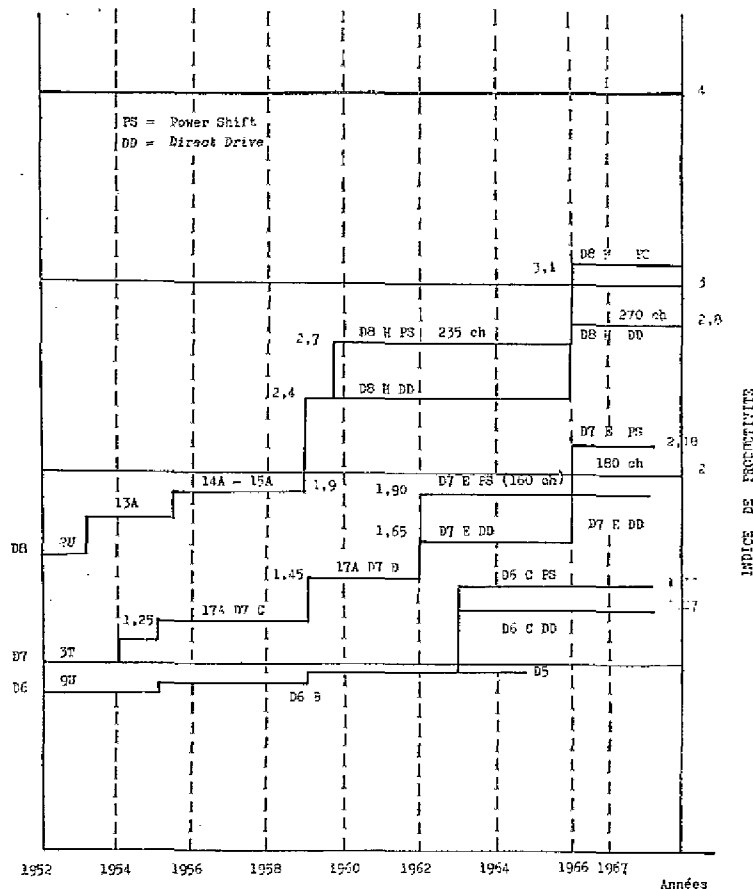 4
PS = Power Shift
DD = Direct Drive
D8 H
3
270 ch
2,8
D8 H DD
2,7
D8 H PS 235 ch
2,4
D8 H DD
D7 E PS
180 ch
2
14A - 15A
1,9
1,90
D7 E PS (160 ch)
13A
1,65
D7 E DD
D7 E DD
D8
1,45
17A D7 D
D6 C PS
1,25
17A D7 C
D6 C DD
D7
3T
D5
D6
9U
D6 B
INDICE DE PRODUCTIVITE
1952
1954
1956
1958
1960
1962
1964
1966
1967
Années